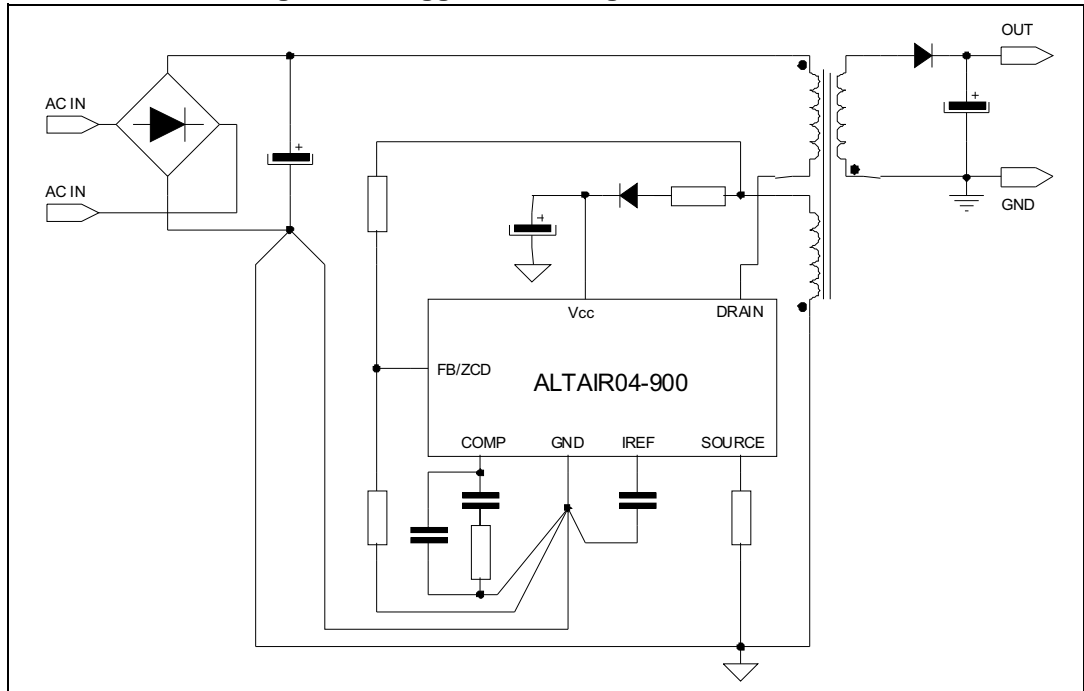 OUT
AC IN
AC IN
GND
Vcc
DRAIN
FB/ZCD
ALTAIR04-900
COMP
GND
IREF
SOURCE